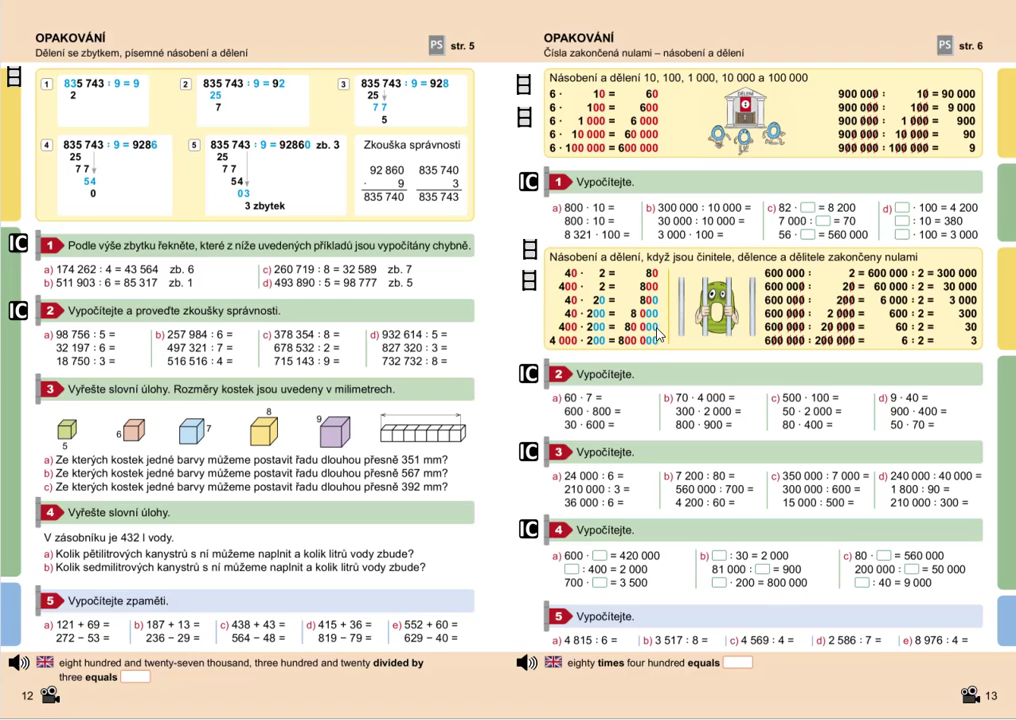 OPAKOVÁNÍ
Dělení se zbytkem, písemné násobení a dělení
PS str. 5
1
835 743 : 9 = 9
2
2
835 743 : 9 = 92
25
7
3
835 743 : 9 = 928
25
7 7
5
4
835 743 : 9 = 9286
25
7 7
54
0
5
835 743 : 9 = 92860 zb. 3
25
7 7
54
03
3 zbytek
Zkouška správnosti
92 860
· 9
835 740
835 740
3
835 743
1 Podle výše zbytku řekněte, které z níže uvedených příkladů jsou vypočítány chybně.
a) 174 262 : 4 = 43 564 zb. 6
b) 511 903 : 6 = 85 317 zb. 1
c) 260 719 : 8 = 32 589 zb. 7
d) 493 890 : 5 = 98 777 zb. 5
2 Vypočítejte a proveďte zkoušky správnosti.
a) 98 756 : 5 =
32 197 : 6 =
18 750 : 3 =
b) 257 984 : 6 =
497 321 : 7 =
516 516 : 4 =
c) 378 354 : 8 =
678 532 : 2 =
715 143 : 9 =
d) 932 614 : 5 =
827 320 : 3 =
732 732 : 8 =
3 Vyřešte slovní úlohy. Rozměry kostek jsou uvedeny v milimetrech.
5
6
7
8
9
a) Ze kterých kostek jedné barvy můžeme postavit řadu dlouhou přesně 351 mm?
b) Ze kterých kostek jedné barvy můžeme postavit řadu dlouhou přesně 567 mm?
c) Ze kterých kostek jedné barvy můžeme postavit řadu dlouhou přesně 392 mm?
4 Vyřešte slovní úlohy.
V zásobníku je 432 l vody.
a) Kolik pětilitrových kanystrů s ní můžeme naplnit a kolik litrů vody zbude?
b) Kolik sedmilitrových kanystrů s ní můžeme naplnit a kolik litrů vody zbude?
5 Vypočítejte zpaměti.
a) 121 + 69 =
272 − 53 =
b) 187 + 13 =
236 − 29 =
c) 438 + 43 =
564 − 48 =
d) 415 + 36 =
819 − 79 =
e) 552 + 60 =
629 − 40 =
eight hundred and twenty-seven thousand, three hundred and twenty divided by
three equals
12
OPAKOVÁNÍ
Čísla zakončená nulami – násobení a dělení
PS str. 6
Násobení a dělení 10, 100, 1 000, 10 000 a 100 000
6 · 10 = 60
6 · 100 = 600
6 · 1 000 = 6 000
6 · 10 000 = 60 000
6 · 100 000 = 600 000
DĚLENÍ
900 000 : 10 = 90 000
900 000 : 100 = 9 000
900 000 : 1 000 = 900
900 000 : 10 000 = 90
900 000 : 100 000 = 9
IC 1 Vypočítejte.
a) 800 · 10 =
800 : 10 =
8 321 · 100 =
b) 300 000 : 10 000 =
30 000 : 10 000 =
3 000 · 100 =
c) 82 · = 8 200
7 000 : = 70
56 · = 560 000
d) · 100 = 4 200
: 10 = 380
· 100 = 3 000
Násobení a dělení, když jsou činitele, dělence a dělitele zakončeny nulami
40 · 2 = 80
400 · 2 = 800
40 · 20 = 800
40 · 200 = 8 000
400 · 200 = 80 000
4 000 · 200 = 800 000
600 000 : 2 = 600 000 : 2 = 300 000
600 000 : 20 = 60 000 : 2 = 30 000
600 000 : 200 = 6 000 : 2 = 3 000
600 000 : 2 000 = 600 : 2 = 300
600 000 : 20 000 = 60 : 2 = 30
600 000 : 200 000 = 6 : 2 = 3
IC 2 Vypočítejte.
a) 60 · 7 =
600 · 800 =
30 · 600 =
b) 70 · 4 000 =
300 · 2 000 =
800 · 900 =
c) 500 · 100 =
50 · 2 000 =
80 · 400 =
d) 9 · 40 =
900 · 400 =
50 · 70 =
IC 3 Vypočítejte.
a) 24 000 : 6 =
210 000 : 3 =
36 000 : 6 =
b) 7 200 : 80 =
560 000 : 700 =
4 200 : 60 =
c) 350 000 : 7 000 =
300 000 : 600 =
15 000 : 500 =
d) 240 000 : 40 000 =
1 800 : 90 =
210 000 : 300 =
IC 4 Vypočítejte.
a) 600 · = 420 000
: 400 = 2 000
700 · = 3 500
b) : 30 = 2 000
81 000 : = 900
· 200 = 800 000
c) 80 · = 560 000
200 000 : = 50 000
: 40 = 9 000
5 Vypočítejte.
a) 4 815 : 6 =
b) 3 517 : 8 =
c) 4 569 : 4 =
d) 2 586 : 7 =
e) 8 976 : 4 =
eighty times four hundred equals
13